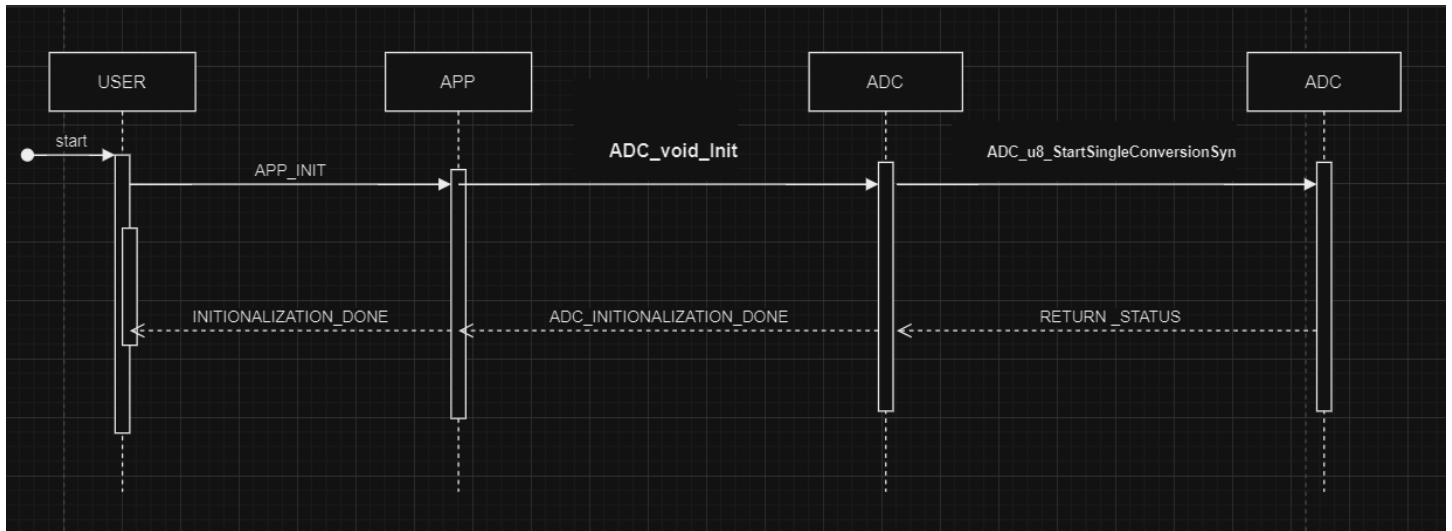 USER
APP
ADC
ADC
start
APP_INIT
ADC_void_Init
ADC_u8_StartSingleConversionSyn
INITIONALIZATION_DONE
ADC_INITIONALIZATION_DONE
RETURN _STATUS